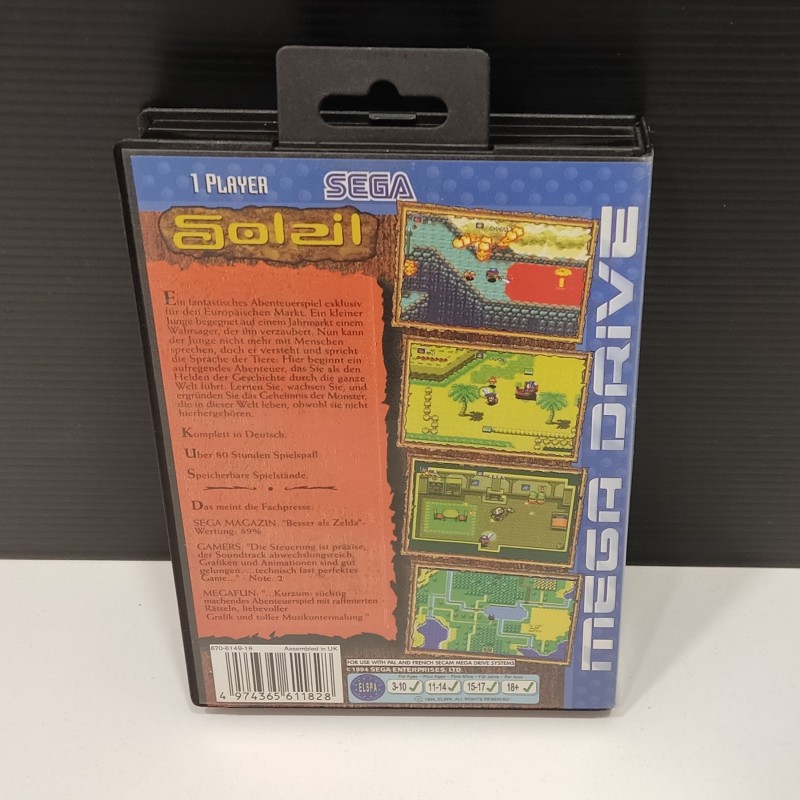 1 PLAYER
SEGA
Soleil
Ein fantastisches Abenteuerspiel exklusiv
für den Europäischen Markt. Ein kleiner
Junge begegnet auf einem Jahrmarkt einem
Wahrsager, der ihn verzaubert. Nun kann
der Junge nicht mehr mit Menschen
sprechen, doch er versteht und spricht
die Sprache der Tiere. Hier beginnt ein
aufregendes Abenteuer, das Sie als den
Helden der Geschichte durch die ganze
Welt führt. Lernen Sie, wachsen Sie, und
ergründen Sie das Geheimnis der Monster,
die in dieser Welt leben, obwohl sie nicht
hierhergehören.
Komplett in Deutsch.
Über 80 Stunden Spielspaß.
Speicherbare Spielstände.
Das meint die Fachpresse:
SEGA MAGAZIN: "Besser als Zelda"-
Wertung: 89%
GAMERS: "Die Steuerung ist präzise,
der Soundtrack abwechslungsreich,
Grafiken und Animationen sind gut
gelungen. ...technisch fast perfektes
Game..." - Note: 2
MEGAFUN: "...Kurzum: süchtig
machendes Abenteuerspiel mit raffinierten
Rätseln, liebevoller
Grafik und toller Musikuntermalung"
MEGA DRIVE
670-6149-18 Assembled in UK
4 974365 611828
FOR USE WITH PAL AND FRENCH SECAM MEGA DRIVE SYSTEMS
© 1994 SEGA ENTERPRISES, LTD.
ELSPA
3-10 11-14 15-17 18+